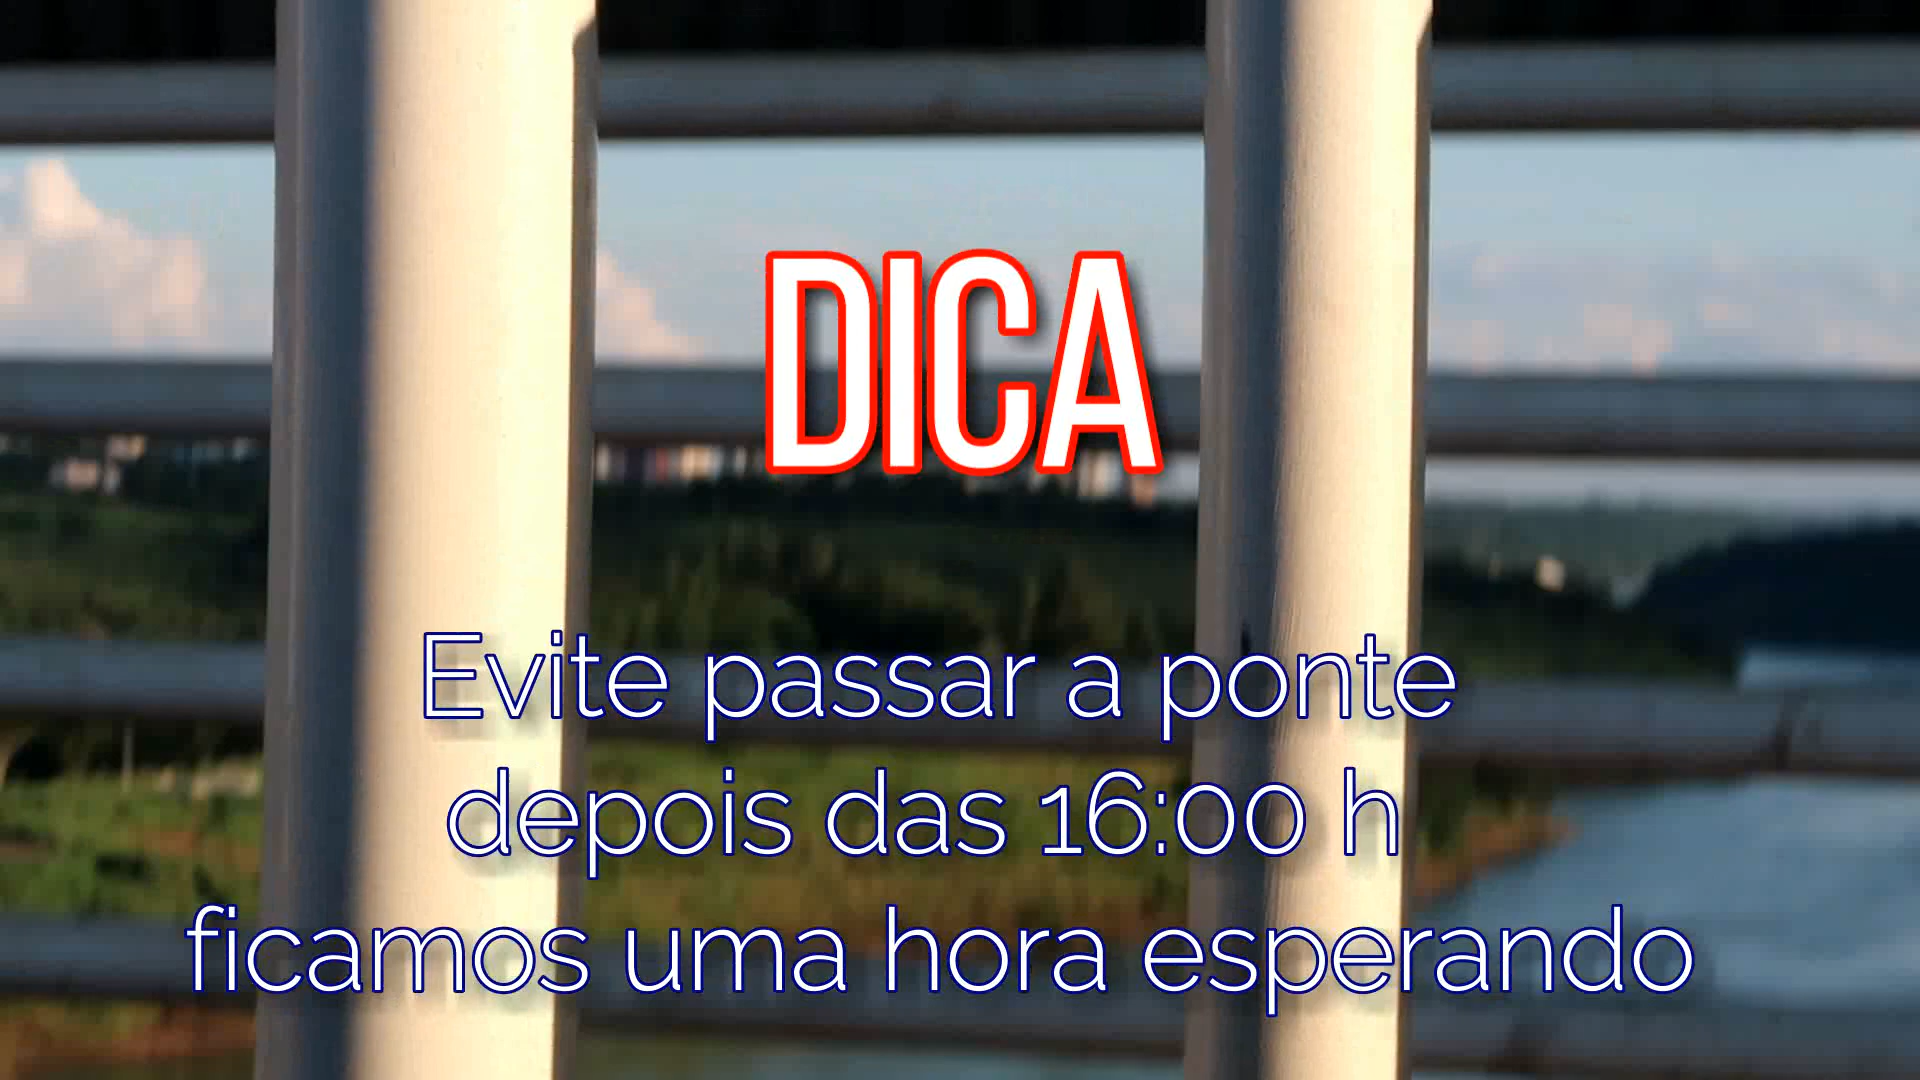 DICA
Evite passar a ponte
depois das 16:00 h
ficamos uma hora esperando